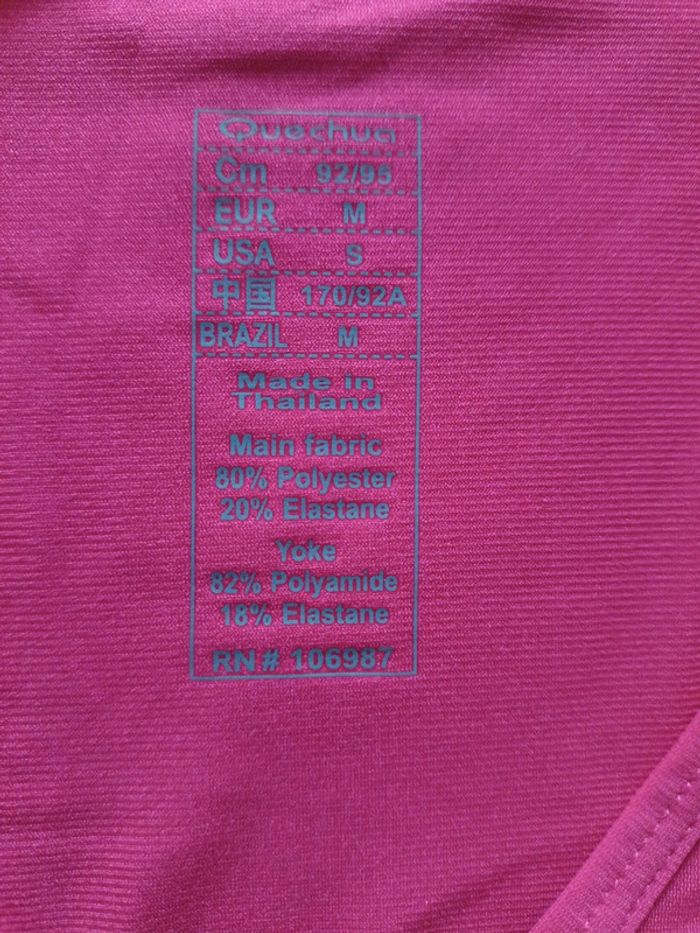 Quechua
Cm 92/96
EUR M
USA S
中国 170/92A
BRAZIL M
Made in
Thailand
Main fabric
80% Polyester
20% Elastane
Yoke
82% Polyamide
18% Elastane
RN# 106987